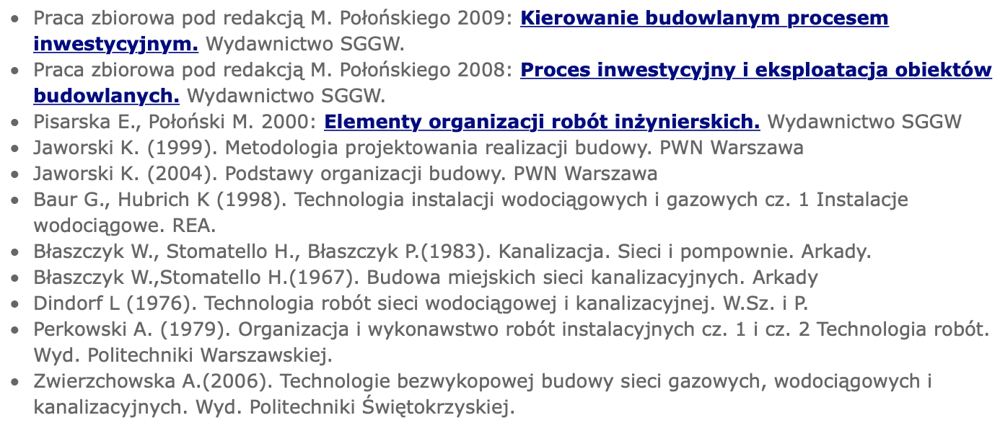 • Praca zbiorowa pod redakcją M. Połońskiego 2009: Kierowanie budowlanym procesem
inwestycyjnym. Wydawnictwo SGGW.
• Praca zbiorowa pod redakcją M. Połońskiego 2008: Proces inwestycyjny i eksploatacja obiektów
budowlanych. Wydawnictwo SGGW.
• Pisarska E., Połoński M. 2000: Elementy organizacji robót inżynierskich. Wydawnictwo SGGW
• Jaworski K. (1999). Metodologia projektowania realizacji budowy. PWN Warszawa
• Jaworski K. (2004). Podstawy organizacji budowy. PWN Warszawa
• Baur G., Hubrich K (1998). Technologia instalacji wodociągowych i gazowych cz. 1 Instalacje
wodociągowe. REA.
• Błaszczyk W., Stomatello H., Błaszczyk P.(1983). Kanalizacja. Sieci i pompownie. Arkady.
• Błaszczyk W.,Stomatello H.(1967). Budowa miejskich sieci kanalizacyjnych. Arkady
• Dindorf L (1976). Technologia robót sieci wodociągowej i kanalizacyjnej. W.Sz. i P.
• Perkowski A. (1979). Organizacja i wykonawstwo robót instalacyjnych cz. 1 i cz. 2 Technologia robót.
Wyd. Politechniki Warszawskiej.
• Zwierzchowska A.(2006). Technologie bezwykopowej budowy sieci gazowych, wodociągowych i
kanalizacyjnych. Wyd. Politechniki Świętokrzyskiej.